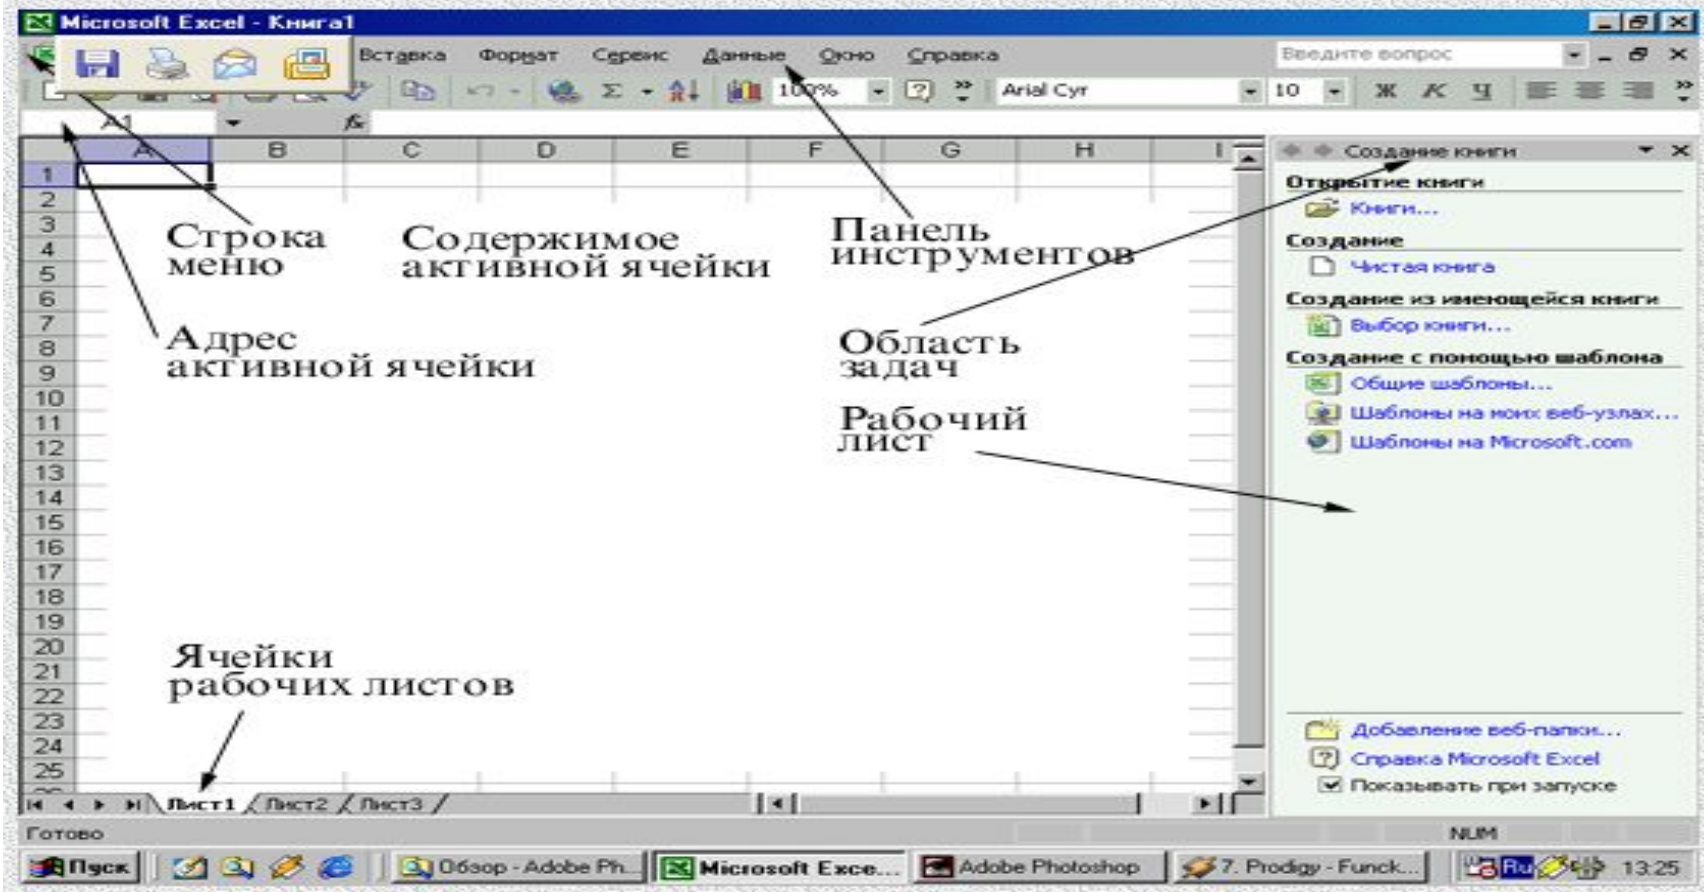 Microsoft Excel - Книга1
Вставка Формат Сервис Данные Окно Справка Введите вопрос
100% Arial Cyr 10 Ж К Ч
A1 fx
A B C D E F G H I
Создание книги
1
2
3
4
5
6
7
8
9
10
11
12
13
14
15
16
17
18
19
20
21
22
23
24
25
Строка
меню
Содержимое
активной ячейки
Панель
инструментов
Адрес
активной ячейки
Область
задач
Рабочий
лист
Ячейки
рабочих листов
Открытие книги
Книги...
Создание
Чистая книга
Создание из имеющейся книги
Выбор книги...
Создание с помощью шаблона
Общие шаблоны...
Шаблоны на моих веб-узлах...
Шаблоны на Microsoft.com
Добавление веб-папки...
Справка Microsoft Excel
Показывать при запуске
Лист1 Лист2 Лист3
Готово NUM
Пуск Обзор - Adobe Ph... Microsoft Exce... Adobe Photoshop 7. Prodigy - Funck... Ru 13:25